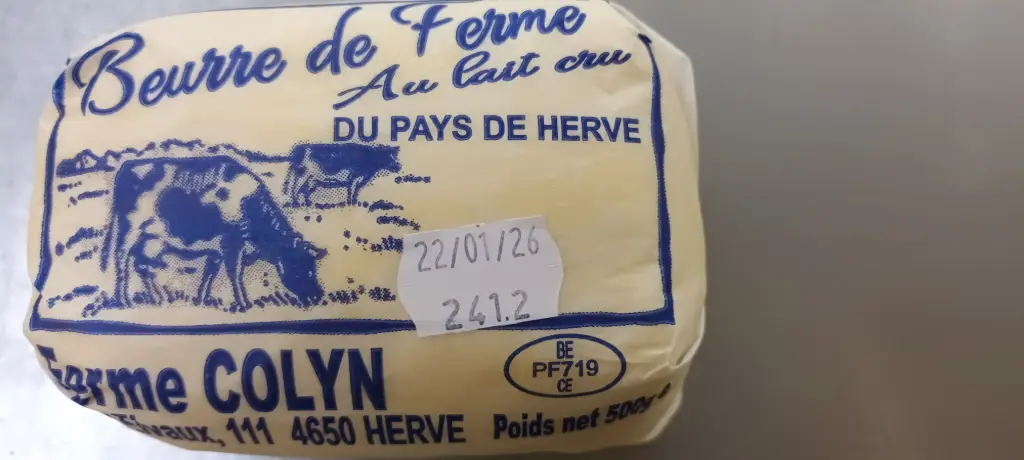 Beurre de Ferme
Au lait cru
DU PAYS DE HERVE
22/01/26
241.2
Ferme COLYN
111 4650 HERVE
Poids net 500g e
BE
PF719
CE